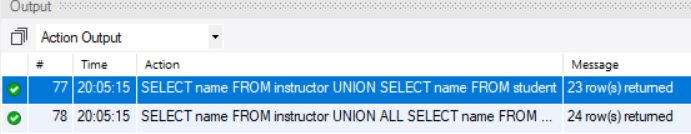 Output
Action Output
# Time Action Message
77 20:05:15 SELECT name FROM instructor UNION SELECT name FROM student 23 row(s) returned
78 20:05:15 SELECT name FROM instructor UNION ALL SELECT name FROM ... 24 row(s) returned